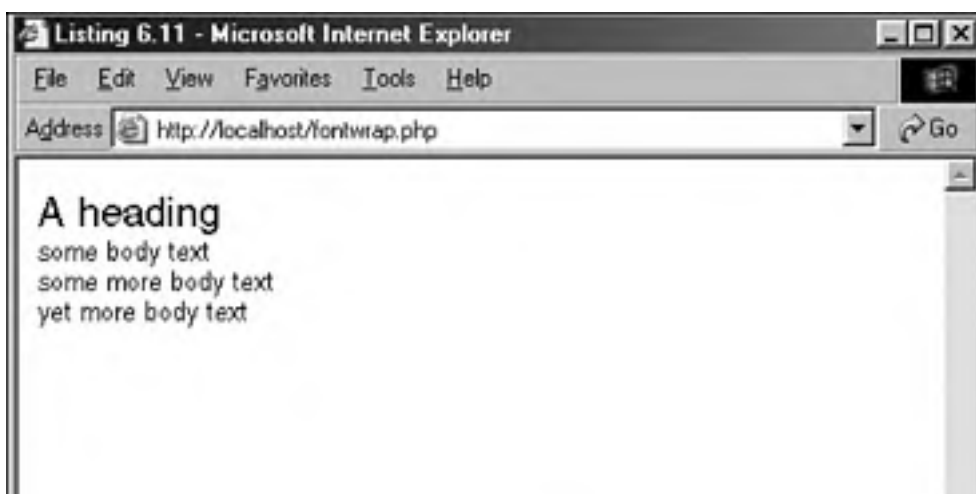 Listing 6.11 - Microsoft Internet Explorer
File Edit View Favorites Tools Help
Address http://localhost/fontwrap.php Go
A heading
some body text
some more body text
yet more body text